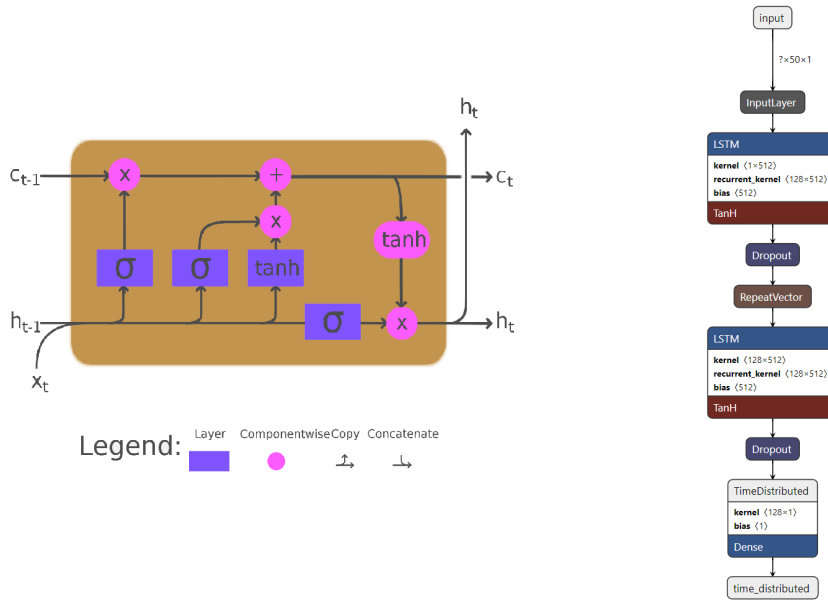 h_t
c_t-1
x
+
c_t
x
tanh
σ
σ
tanh
h_t-1
σ
x
h_t
x_t
Legend:
Layer
Componentwise
Copy
Concatenate
input
?×50×1
InputLayer
LSTM
kernel ⟨1×512⟩
recurrent_kernel ⟨128×512⟩
bias ⟨512⟩
TanH
Dropout
RepeatVector
LSTM
kernel ⟨128×512⟩
recurrent_kernel ⟨128×512⟩
bias ⟨512⟩
TanH
Dropout
TimeDistributed
kernel ⟨128×1⟩
bias ⟨1⟩
Dense
time_distributed